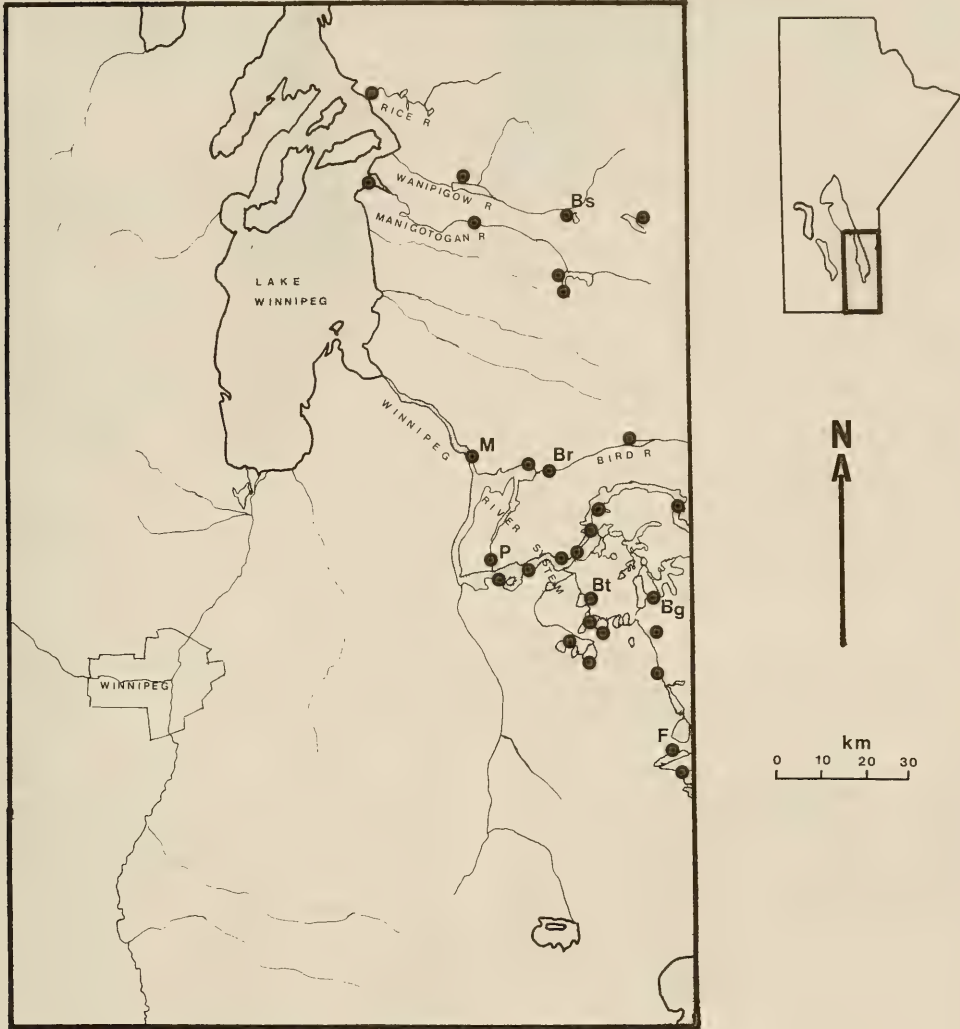 RICE R
WANIPIGOW R
Bs
MANIGOTOGAN R
LAKE
WINNIPEG
WINNIPEG
RIVER
SYSTEM
M
Br
BIRD R
P
Bt
Bg
WINNIPEG
F
N
km
0 10 20 30